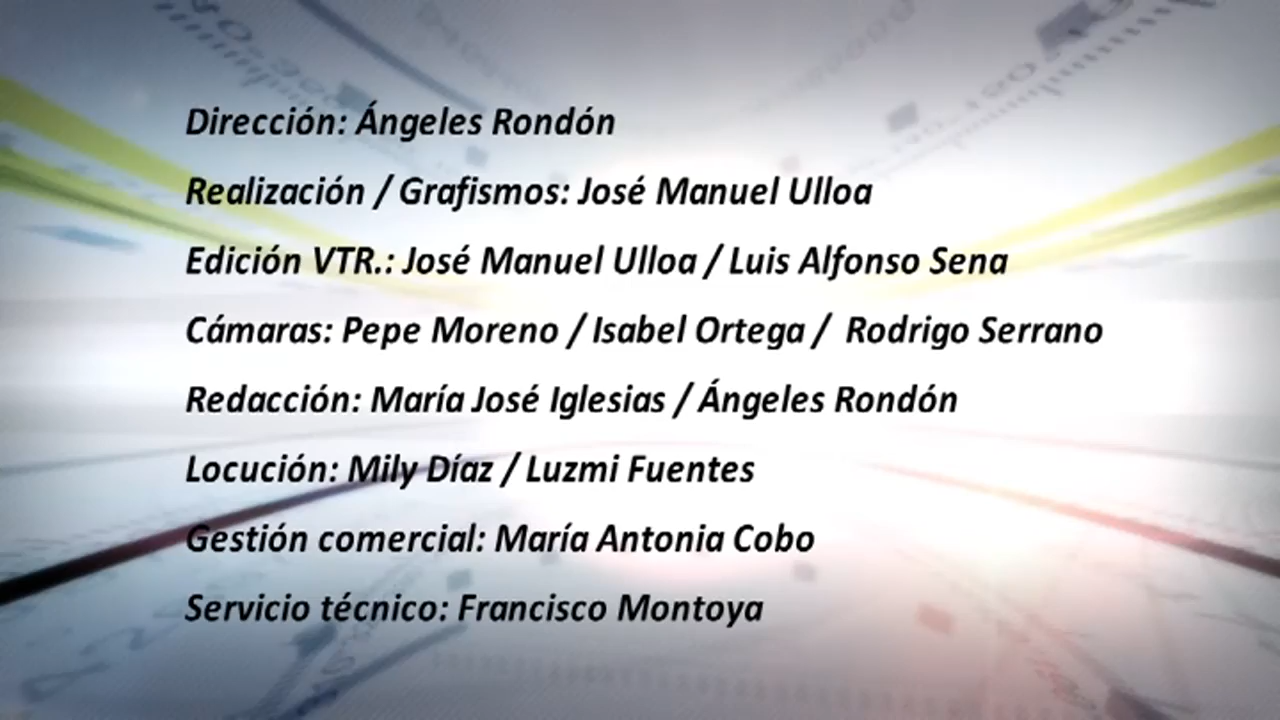 Dirección: Ángeles Rondón
Realización / Grafismos: José Manuel Ulloa
Edición VTR.: José Manuel Ulloa / Luis Alfonso Sena
Cámaras: Pepe Moreno / Isabel Ortega / Rodrigo Serrano
Redacción: María José Iglesias / Ángeles Rondón
Locución: Mily Díaz / Luzmi Fuentes
Gestión comercial: María Antonia Cobo
Servicio técnico: Francisco Montoya